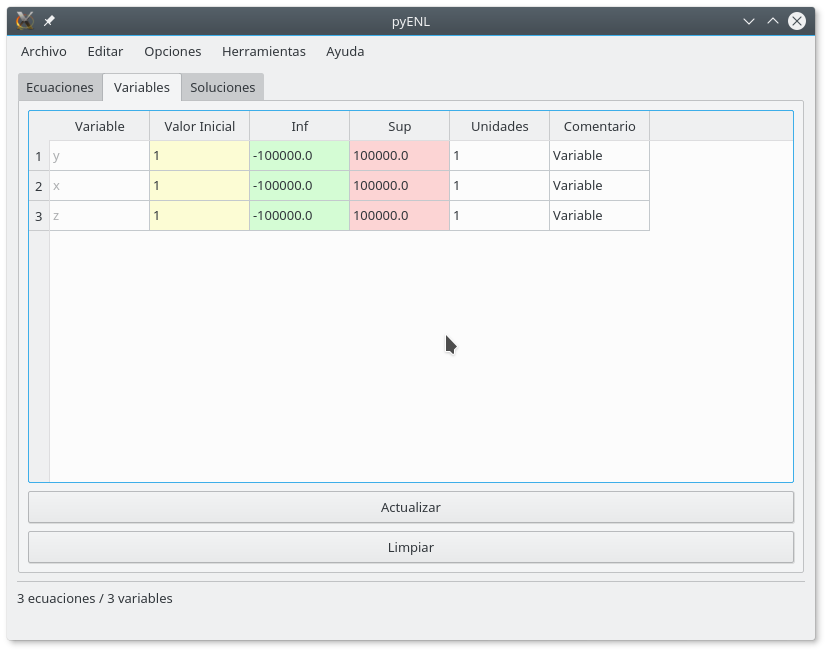 pyENL
Archivo Editar Opciones Herramientas Ayuda
Ecuaciones Variables Soluciones
Variable Valor Inicial Inf Sup Unidades Comentario
1 y 1 -100000.0 100000.0 1 Variable
2 x 1 -100000.0 100000.0 1 Variable
3 z 1 -100000.0 100000.0 1 Variable
Actualizar
Limpiar
3 ecuaciones / 3 variables